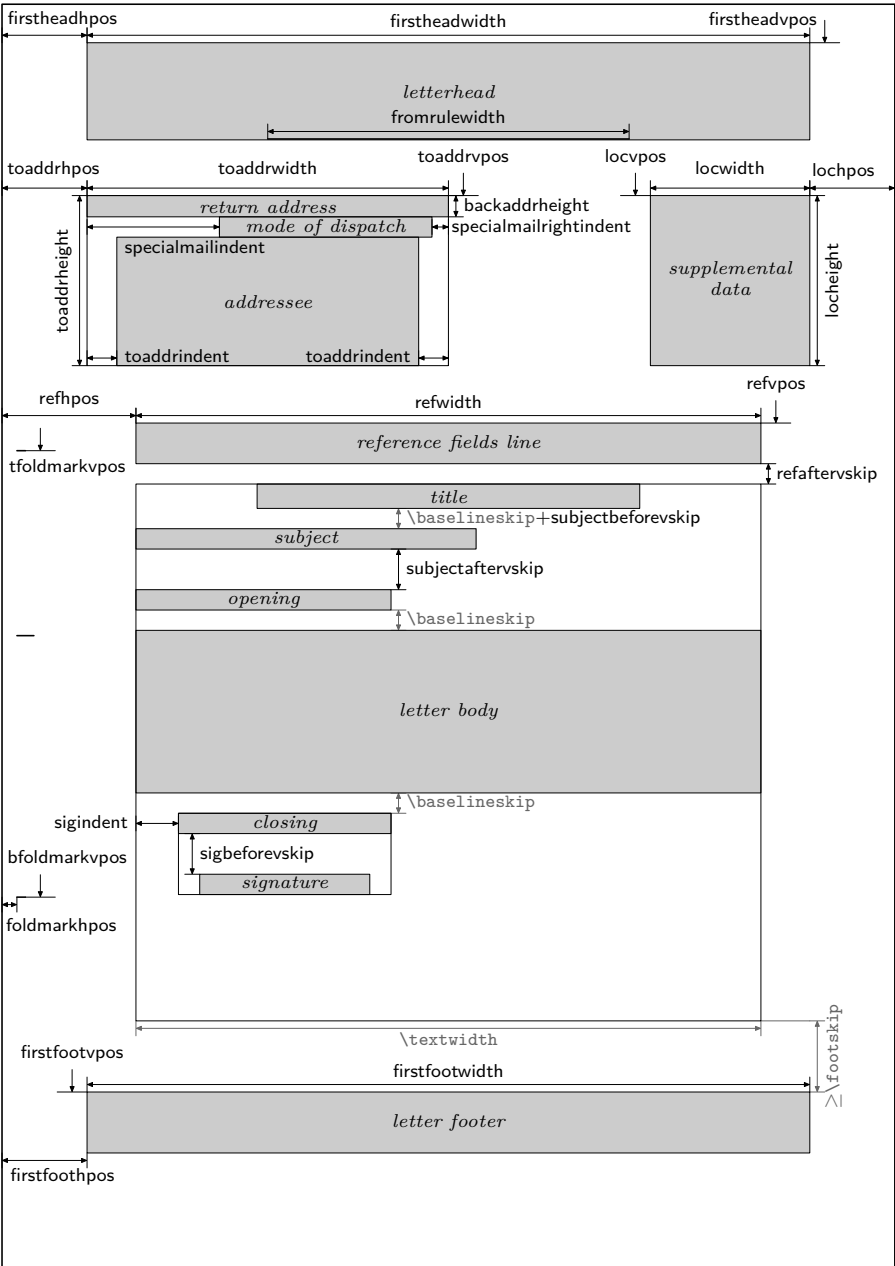 firstheadhpos
firstheadwidth
firstheadvpos
letterhead
fromrulewidth
toaddrhpos
toaddrwidth
toaddrvpos
locvpos
locwidth
lochpos
return address
backaddrheight
mode of dispatch
specialmailrightindent
specialmailindent
toaddrheight
addressee
supplemental
data
locheight
toaddrindent
toaddrindent
refhpos
refwidth
refvpos
reference fields line
tfoldmarkvpos
refaftervskip
title
\baselineskip+subjectbeforevskip
subject
subjectaftervskip
opening
\baselineskip
letter body
\baselineskip
sigindent
closing
sigbeforevskip
bfoldmarkvpos
signature
foldmarkhpos
\textwidth
≥\footskip
firstfootvpos
firstfootwidth
letter footer
firstfoothpos